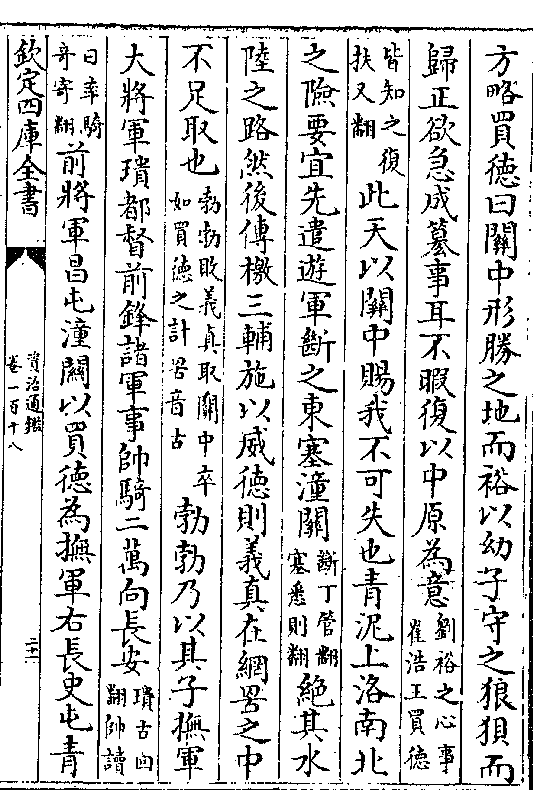 方略買德曰關中形勝之地而裕以幼子守之狼狽而
歸正欲急成簒事耳不暇復以中原為意劉裕之心事崔浩王買德
皆知之復扶又翻此天以關中賜我不可失也青泥上洛南北
之險要宜先遣遊軍斷之東塞潼關斷丁管翻塞悉則翻絶其水
陸之路然後傳檄三輔施以威德則義真在網罟之中
不足取也勃勃敗義真取關中卒如買德之計罟音古勃勃乃以其子撫軍
大將軍璝都督前鋒諸軍事帥騎二萬向長安璝古回翻帥讀
曰率騎奇寄翻前將軍昌屯潼關以買德為撫軍右長史屯青
欽定四庫全書
資治通鑑
卷一百十八
二十二